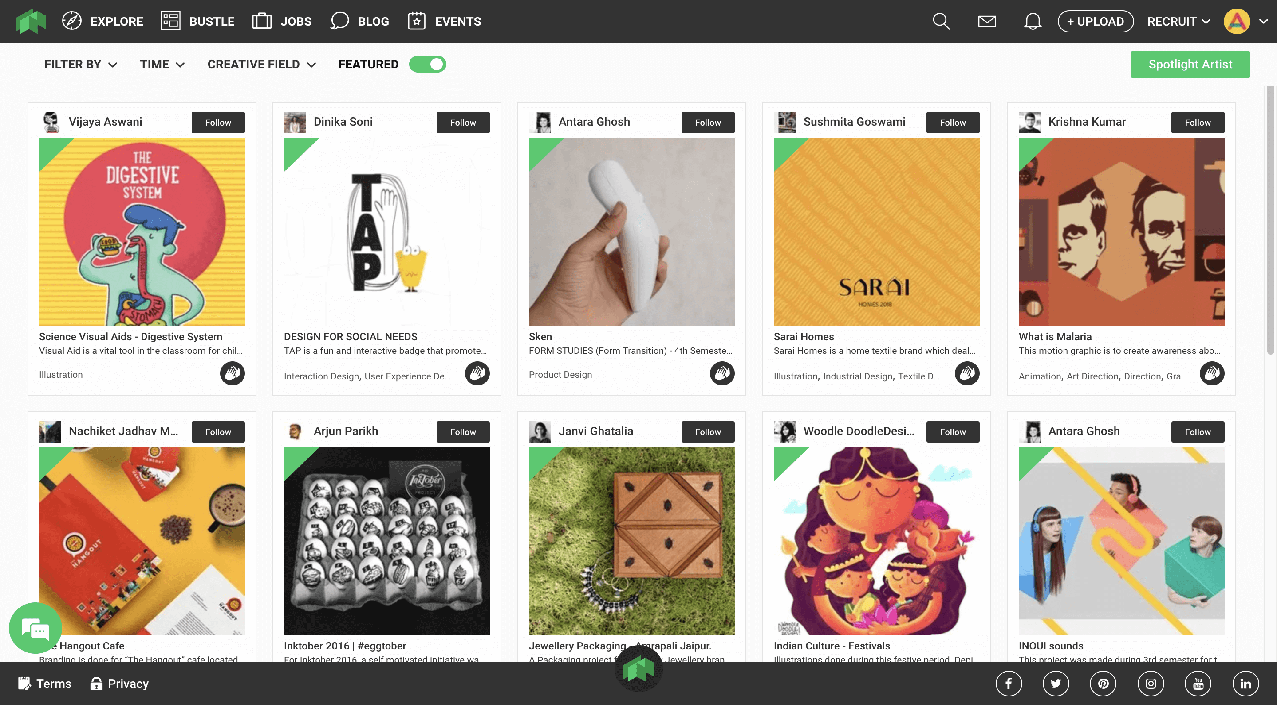 EXPLORE BUSTLE JOBS BLOG EVENTS + UPLOAD RECRUIT
FILTER BY TIME CREATIVE FIELD FEATURED Spotlight Artist
Vijaya Aswani Follow
THE
DIGESTIVE
SYSTEM
STOMACH
Science Visual Aids - Digestive System
Visual Aid is a vital tool in the classroom for chil...
Illustration
Dinika Soni Follow
TAP
DESIGN FOR SOCIAL NEEDS
TAP is a fun and interactive badge that promote...
Interaction Design, User Experience De
Antara Ghosh Follow
Sken
FORM STUDIES (Form Transition) - 4th Semeste...
Product Design
Sushmita Goswami Follow
SARAI
HOMES 2018
Sarai Homes
Sarai Homes is a home textile brand which deal...
Illustration, Industrial Design, Textile D
Krishna Kumar Follow
What is Malaria
This motion graphic is to create awareness abo...
Animation, Art Direction, Direction, Gra
Nachiket Jadhav M... Follow
HANGOUT
The Hangout Cafe
Branding is done for "The Hangout" cafe located
Arjun Parikh Follow
Inktober
Inktober 2016 | #eggtober
For Inktober 2016, a self motivated initiative wa
Janvi Ghatalia Follow
Jewellery Packaging - Amrapali Jaipur.
A Packaging project Jewellery bran
Woodle DoodleDesi... Follow
Indian Culture - Festivals
Illustrations done during this festive period. Depi
Antara Ghosh Follow
INOUI sounds
This project was made during 3rd semester for t
Terms Privacy